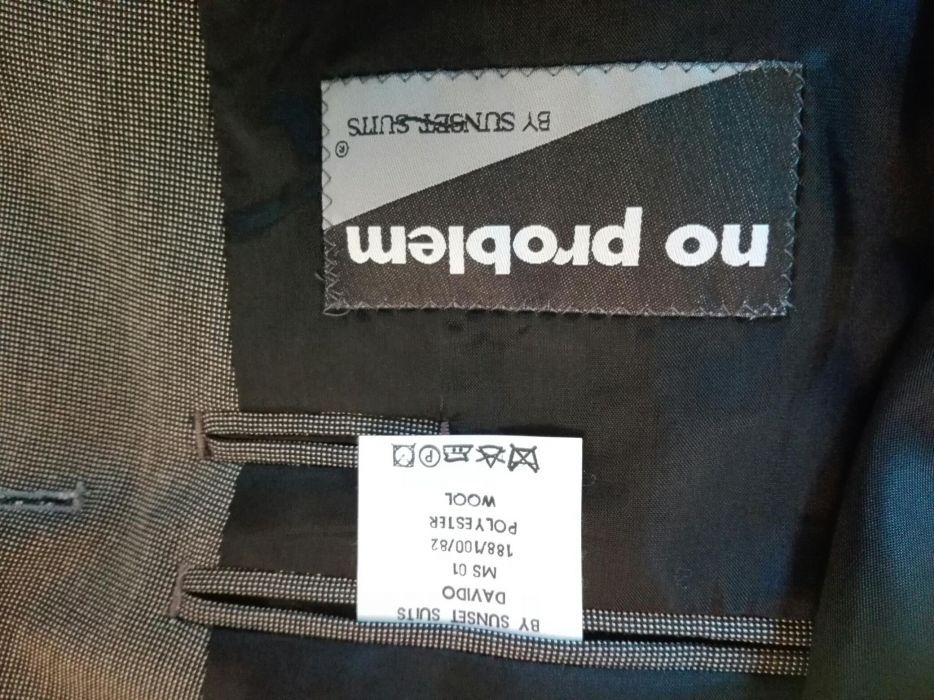 no problem
®
BY SUNSET SUITS
BY SUNSET SUITS
DAVIDO
MS 01
188/100/82
POLYESTER
WOOL
P